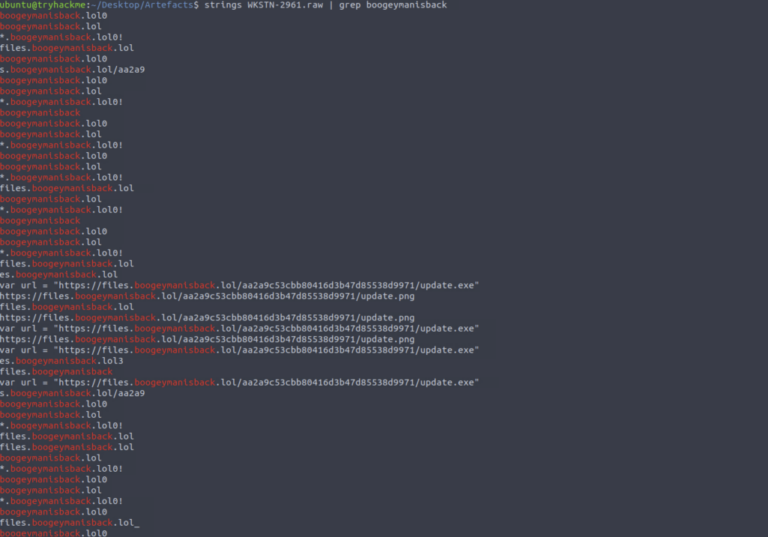 ubuntu@tryhackme:~/Desktop/Artefacts$ strings WKSTN-2961.raw | grep boogeymanisback
boogeymanisback.lol0
boogeymanisback.lol
*.boogeymanisback.lol0!
files.boogeymanisback.lol
boogeymanisback.lol0
s.boogeymanisback.lol/aa2a9
boogeymanisback.lol0
boogeymanisback.lol
*.boogeymanisback.lol0!
boogeymanisback
boogeymanisback.lol0
boogeymanisback.lol
*.boogeymanisback.lol0!
boogeymanisback.lol0
boogeymanisback.lol
*.boogeymanisback.lol0!
files.boogeymanisback.lol
boogeymanisback.lol
*.boogeymanisback.lol0!
boogeymanisback
boogeymanisback.lol0
boogeymanisback.lol
*.boogeymanisback.lol0!
files.boogeymanisback.lol
es.boogeymanisback.lol
var url = "https://files.boogeymanisback.lol/aa2a9c53cbb80416d3b47d85538d9971/update.exe"
https://files.boogeymanisback.lol/aa2a9c53cbb80416d3b47d85538d9971/update.png
files.boogeymanisback.lol
https://files.boogeymanisback.lol/aa2a9c53cbb80416d3b47d85538d9971/update.png
var url = "https://files.boogeymanisback.lol/aa2a9c53cbb80416d3b47d85538d9971/update.exe"
https://files.boogeymanisback.lol/aa2a9c53cbb80416d3b47d85538d9971/update.png
var url = "https://files.boogeymanisback.lol/aa2a9c53cbb80416d3b47d85538d9971/update.exe"
es.boogeymanisback.lol3
files.boogeymanisback
var url = "https://files.boogeymanisback.lol/aa2a9c53cbb80416d3b47d85538d9971/update.exe"
s.boogeymanisback.lol/aa2a9
boogeymanisback.lol0
boogeymanisback.lol
*.boogeymanisback.lol0!
files.boogeymanisback.lol
files.boogeymanisback.lol
boogeymanisback.lol
*.boogeymanisback.lol0!
boogeymanisback.lol0
boogeymanisback.lol
*.boogeymanisback.lol0!
boogeymanisback.lol0
files.boogeymanisback.lol_
boogeymanisback.lol0